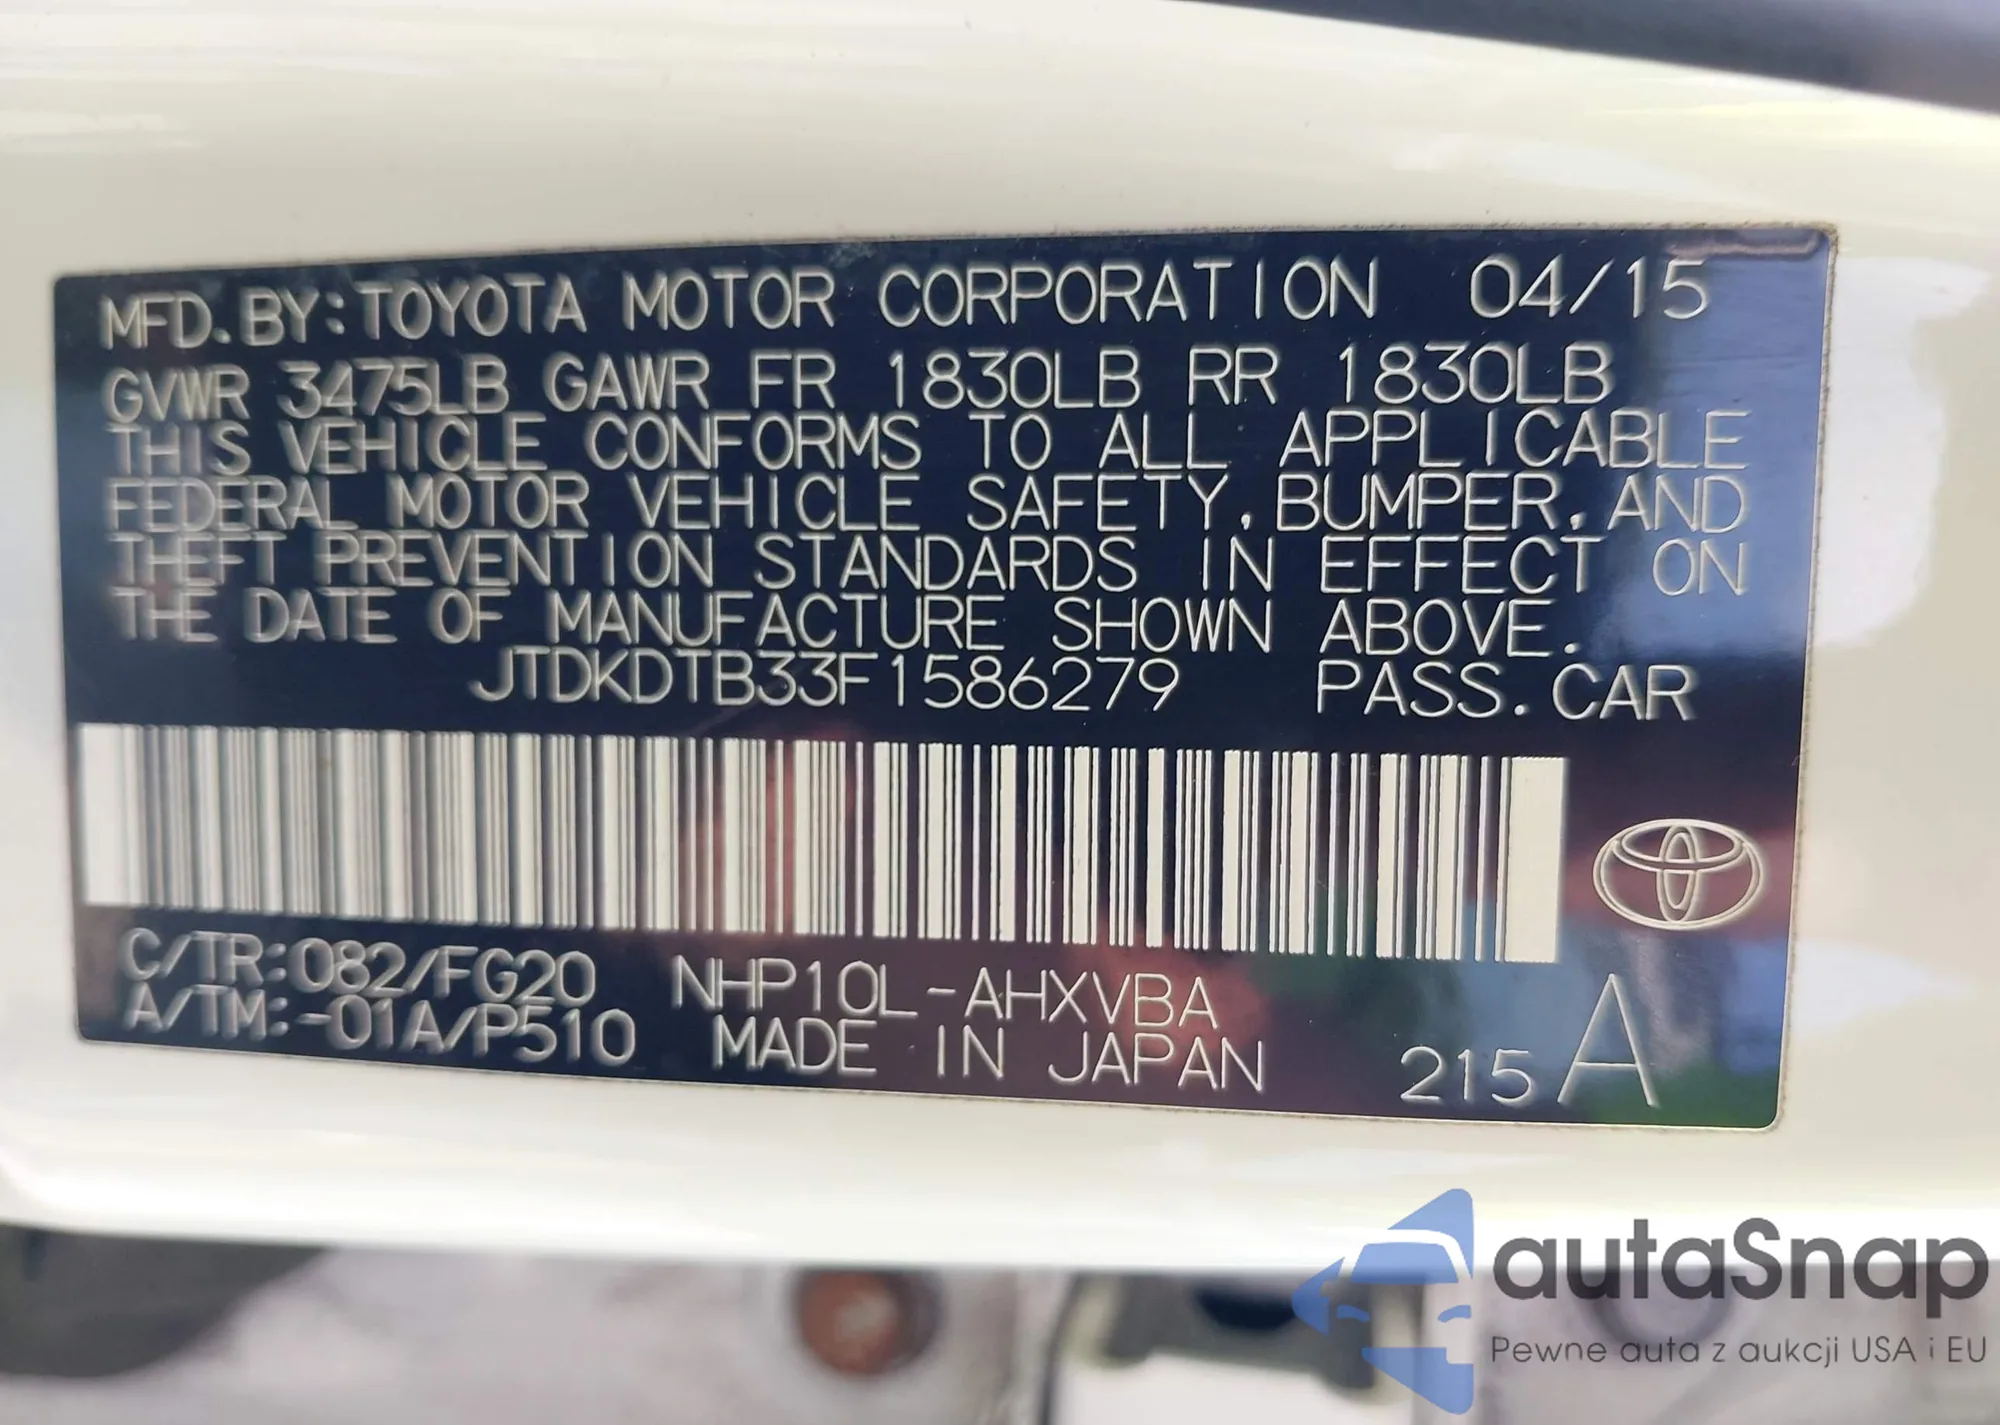 MFD. BY: TOYOTA MOTOR CORPORATION 04/15
GVWR 3475LB GAWR FR 1830LB RR 1830LB
THIS VEHICLE CONFORMS TO ALL APPLICABLE
FEDERAL MOTOR VEHICLE SAFETY, BUMPER, AND
THEFT PREVENTION STANDARDS IN EFFECT ON
THE DATE OF MANUFACTURE SHOWN ABOVE.
JTDKDTB33F1586279 PASS. CAR
C/TR:082/FG20 NHP10L-AHXVBA
A/TM:-01A/P510 MADE IN JAPAN 215 A
autaSnap
Pewne auta z aukcji USA i EU